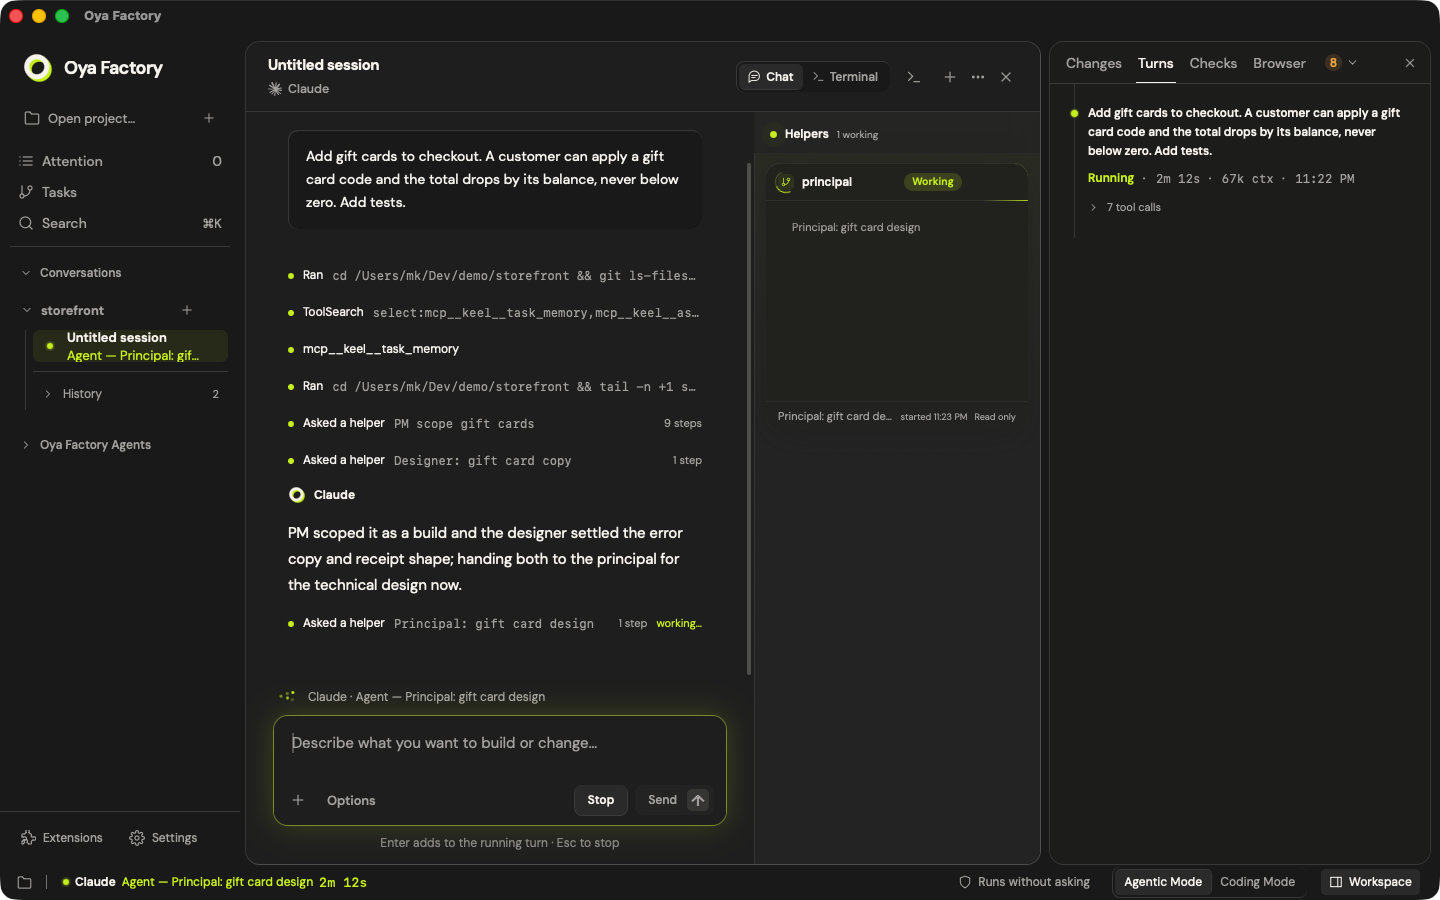 Oya Factory
Oya Factory
Open project...
Attention 0
Tasks
Search ⌘K
Conversations
storefront
Untitled session
Agent — Principal: gif...
History 2
Oya Factory Agents
Extensions
Settings
Untitled session
Claude
Chat
Terminal
Add gift cards to checkout. A customer can apply a gift
card code and the total drops by its balance, never below
zero. Add tests.
Ran cd /Users/mk/Dev/demo/storefront && git ls-files...
ToolSearch select:mcp__keel__task_memory,mcp__keel__as...
mcp__keel__task_memory
Ran cd /Users/mk/Dev/demo/storefront && tail -n +1 s...
Asked a helper PM scope gift cards 9 steps
Asked a helper Designer: gift card copy 1 step
Claude
PM scoped it as a build and the designer settled the error
copy and receipt shape; handing both to the principal for
the technical design now.
Asked a helper Principal: gift card design 1 step working...
Claude · Agent — Principal: gift card design
Describe what you want to build or change...
Options
Stop
Send
Enter adds to the running turn · Esc to stop
Helpers 1 working
principal Working
Principal: gift card design
Principal: gift card de... started 11:23 PM Read only
Changes
Turns
Checks
Browser
8
Add gift cards to checkout. A customer can apply a gift
card code and the total drops by its balance, never
below zero. Add tests.
Running · 2m 12s · 67k ctx · 11:22 PM
7 tool calls
Claude Agent — Principal: gift card design 2m 12s
Runs without asking
Agentic Mode
Coding Mode
Workspace